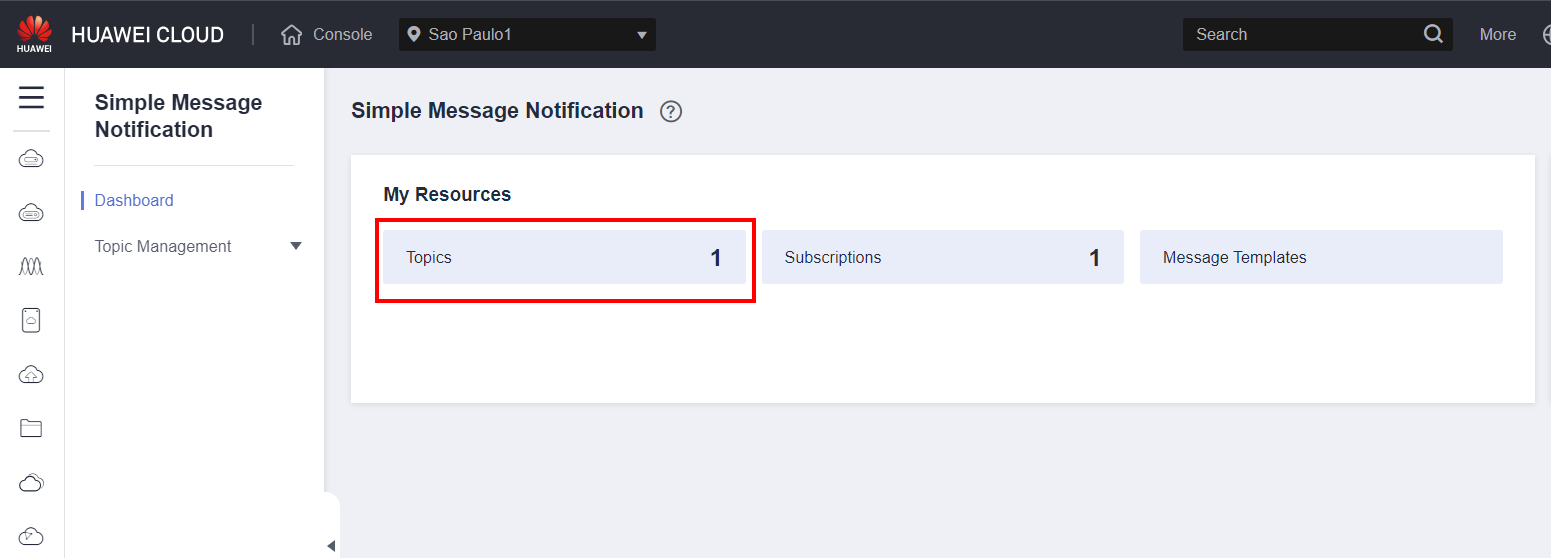 HUAWEI
HUAWEI CLOUD
Console
Sao Paulo1
Search
More
Simple Message
Notification
Dashboard
Topic Management
Simple Message Notification ?
My Resources
Topics 1
Subscriptions 1
Message Templates